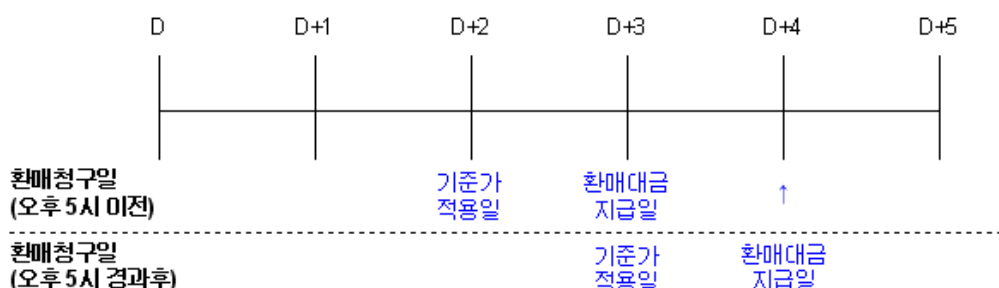 D D+1 D+2 D+3 D+4 D+5
환매청구일
(오후 5시 이전)
기준가
적용일
환매대금
지급일
↑
환매청구일
(오후 5시 경과후)
기준가
적용일
환매대금
지급일